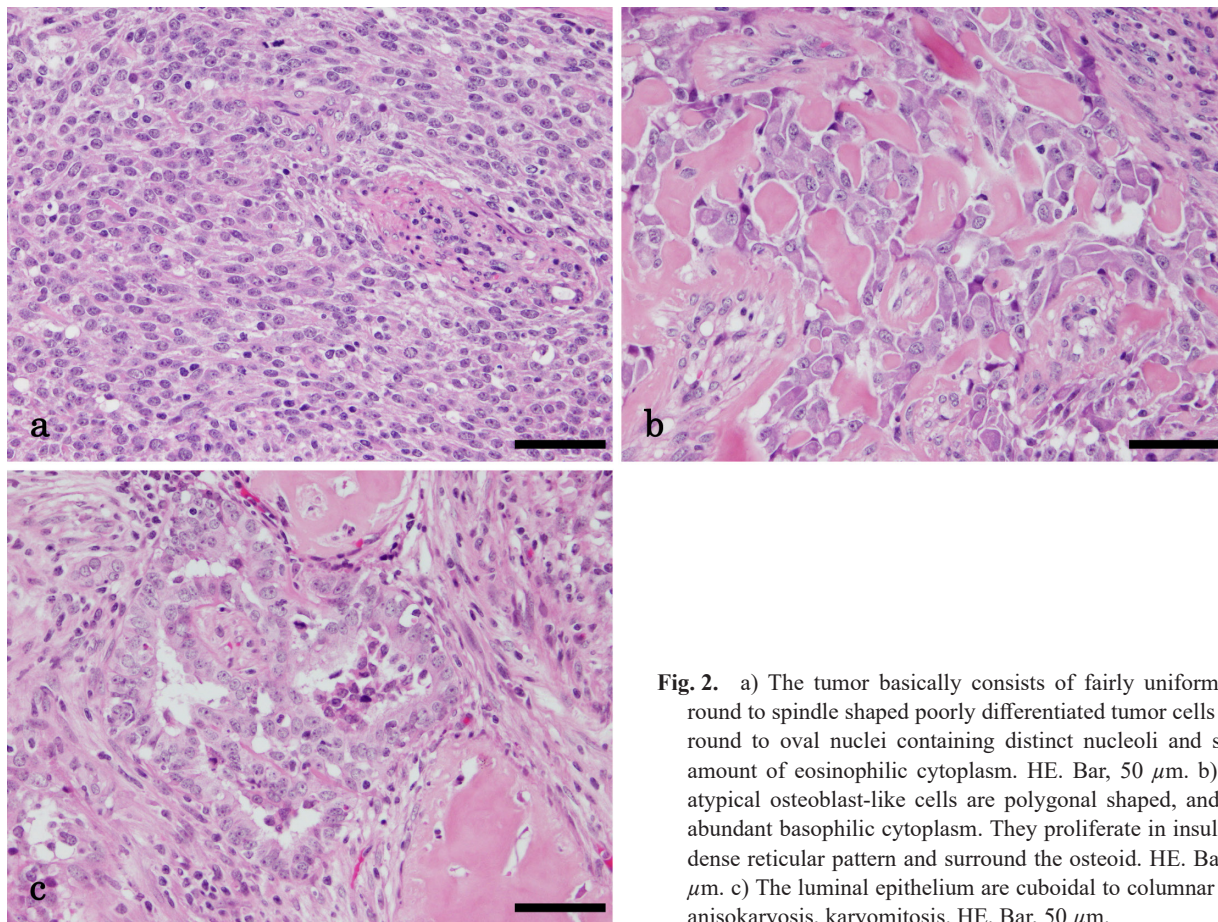 a
b
c
Fig. 2. a) The tumor basically consists of fairly uniform
round to spindle shaped poorly differentiated tumor cells
round to oval nuclei containing distinct nucleoli and s
amount of eosinophilic cytoplasm. HE. Bar, 50 µm. b)
atypical osteoblast-like cells are polygonal shaped, and
abundant basophilic cytoplasm. They proliferate in insul
dense reticular pattern and surround the osteoid. HE. Ba
µm. c) The luminal epithelium are cuboidal to columnar
anisokaryosis, karyomitosis. HE. Bar, 50 µm.